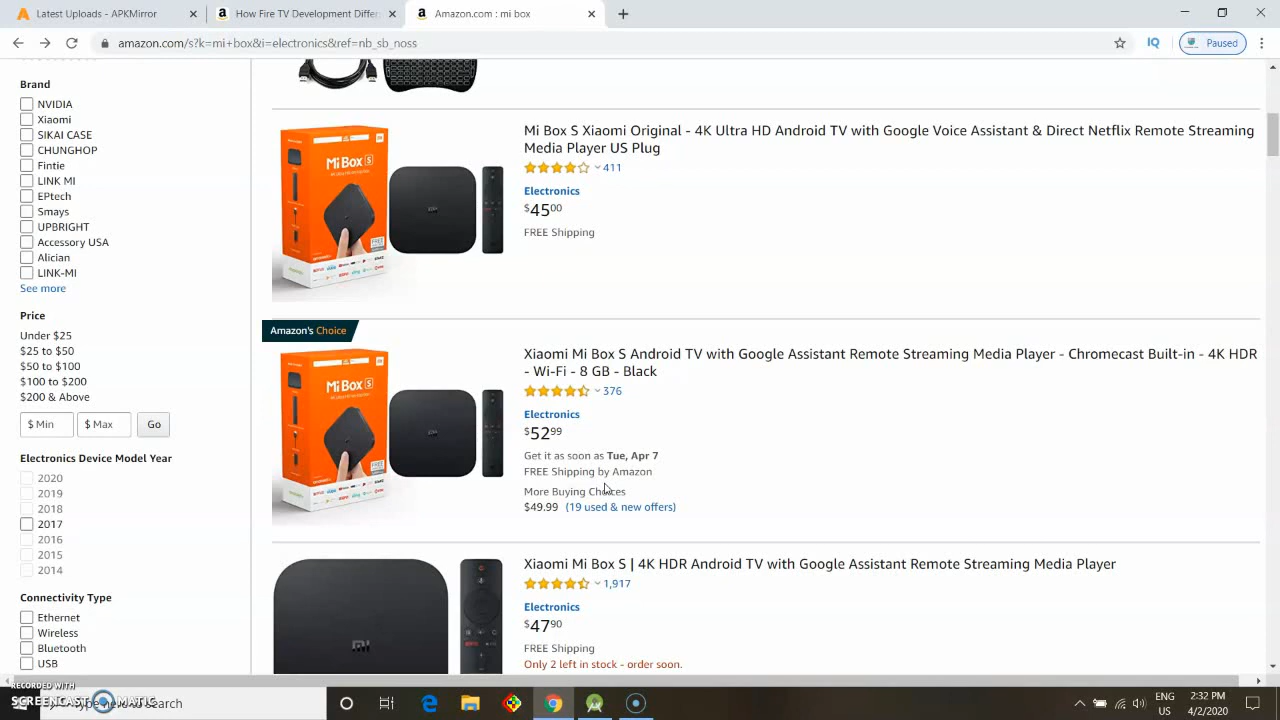 Latest Uploads - APKMirror
How Fire TV Development Differ
Amazon.com : mi box
amazon.com/s?k=mi+box&i=electronics&ref=nb_sb_noss
Paused
Brand
NVIDIA
Xiaomi
SIKAI CASE
CHUNGHOP
Fintie
LINK MI
EPtech
Smays
UPBRIGHT
Accessory USA
Alician
LINK-MI
See more
Price
Under $25
$25 to $50
$50 to $100
$100 to $200
$200 & Above
$ Min
$ Max
Go
Electronics Device Model Year
2020
2019
2018
2017
2016
2015
2014
Connectivity Type
Ethernet
Wireless
Bluetooth
USB
MiBox S
Mi Box S Xiaomi Original - 4K Ultra HD Android TV with Google Voice Assistant & Direct Netflix Remote Streaming
Media Player US Plug
411
Electronics
$4500
FREE Shipping
Amazon's Choice
MiBox S
Xiaomi Mi Box S Android TV with Google Assistant Remote Streaming Media Player - Chromecast Built-in - 4K HDR
- Wi-Fi - 8 GB - Black
376
Electronics
$5299
Get it as soon as Tue, Apr 7
FREE Shipping by Amazon
More Buying Choices
$49.99 (19 used & new offers)
Xiaomi Mi Box S | 4K HDR Android TV with Google Assistant Remote Streaming Media Player
1,917
Electronics
$4790
FREE Shipping
Only 2 left in stock - order soon.
RECORDED WITH
SCREENCAST MATIC
search
ENG
US
2:32 PM
4/2/2020